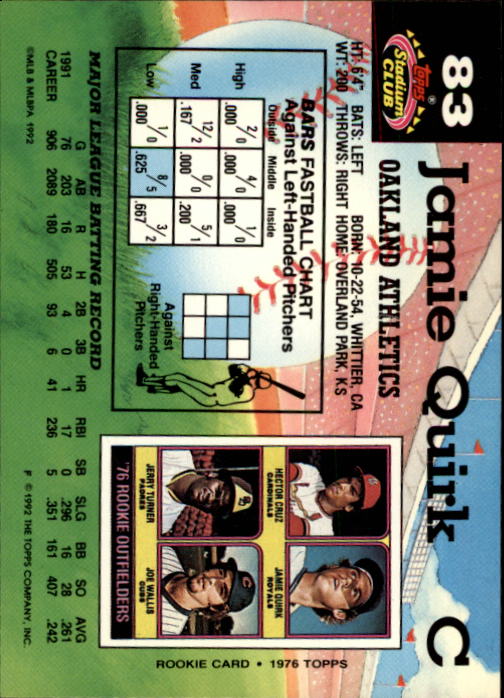 83
Topps®
Stadium
CLUB
Jamie Quirk C
OAKLAND ATHLETICS
HT: 6'4" BATS: LEFT BORN: 10-22-54, WHITTIER, CA
WT: 200 THROWS: RIGHT HOME: OVERLAND PARK, KS
BARS FASTBALL CHART
Against Left-Handed Pitchers
Outside Middle Inside
High 2/0 .000 4/0 .000 1/0 .000
Med 12/2 .167 0/0 .000 5/1 .200
Low 1/0 .000 8/5 .625 3/2 .667
Against
Right-Handed
Pitchers
HECTOR CRUZ
CARDINALS
JAMIE QUIRK
ROYALS
JERRY TURNER
PADRES
JOE WALLIS
CUBS
'76 ROOKIE OUTFIELDERS
ROOKIE CARD • 1976 TOPPS
MAJOR LEAGUE BATTING RECORD
G AB R H 2B 3B HR RBI SB SLG BB SO AVG
1991 76 203 16 53 4 0 1 17 0 .296 16 28 .261
CAREER 906 2089 180 505 93 6 41 236 5 .351 161 407 .242
©MLB & MLBPA 1992
F © 1992 THE TOPPS COMPANY, INC.